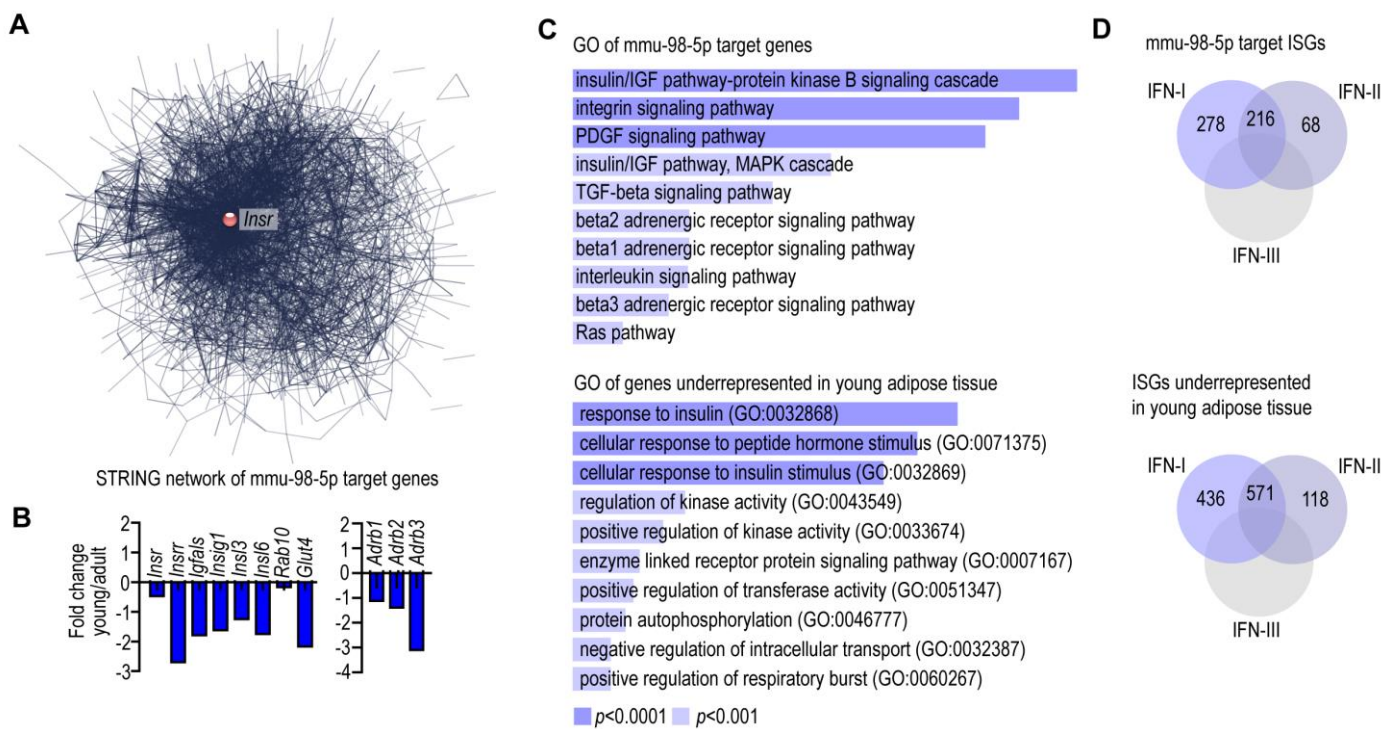 A
Insr
STRING network of mmu-98-5p target genes
B
Fold change
young/adult
2
1
0
-1
-2
-3
Insr
Insrr
Igfals
Insig1
Insl3
Insl6
Rab10
Glut4
2
1
0
-1
-2
-3
-4
Adrb1
Adrb2
Adrb3
C
GO of mmu-98-5p target genes
insulin/IGF pathway-protein kinase B signaling cascade
integrin signaling pathway
PDGF signaling pathway
insulin/IGF pathway, MAPK cascade
TGF-beta signaling pathway
beta2 adrenergic receptor signaling pathway
beta1 adrenergic receptor signaling pathway
interleukin signaling pathway
beta3 adrenergic receptor signaling pathway
Ras pathway
GO of genes underrepresented in young adipose tissue
response to insulin (GO:0032868)
cellular response to peptide hormone stimulus (GO:0071375)
cellular response to insulin stimulus (GO:0032869)
regulation of kinase activity (GO:0043549)
positive regulation of kinase activity (GO:0033674)
enzyme linked receptor protein signaling pathway (GO:0007167)
positive regulation of transferase activity (GO:0051347)
protein autophosphorylation (GO:0046777)
negative regulation of intracellular transport (GO:0032387)
positive regulation of respiratory burst (GO:0060267)
p<0.0001 p<0.001
D
mmu-98-5p target ISGs
IFN-I
IFN-II
278 216 68
IFN-III
ISGs underrepresented
in young adipose tissue
IFN-I
IFN-II
436 571 118
IFN-III